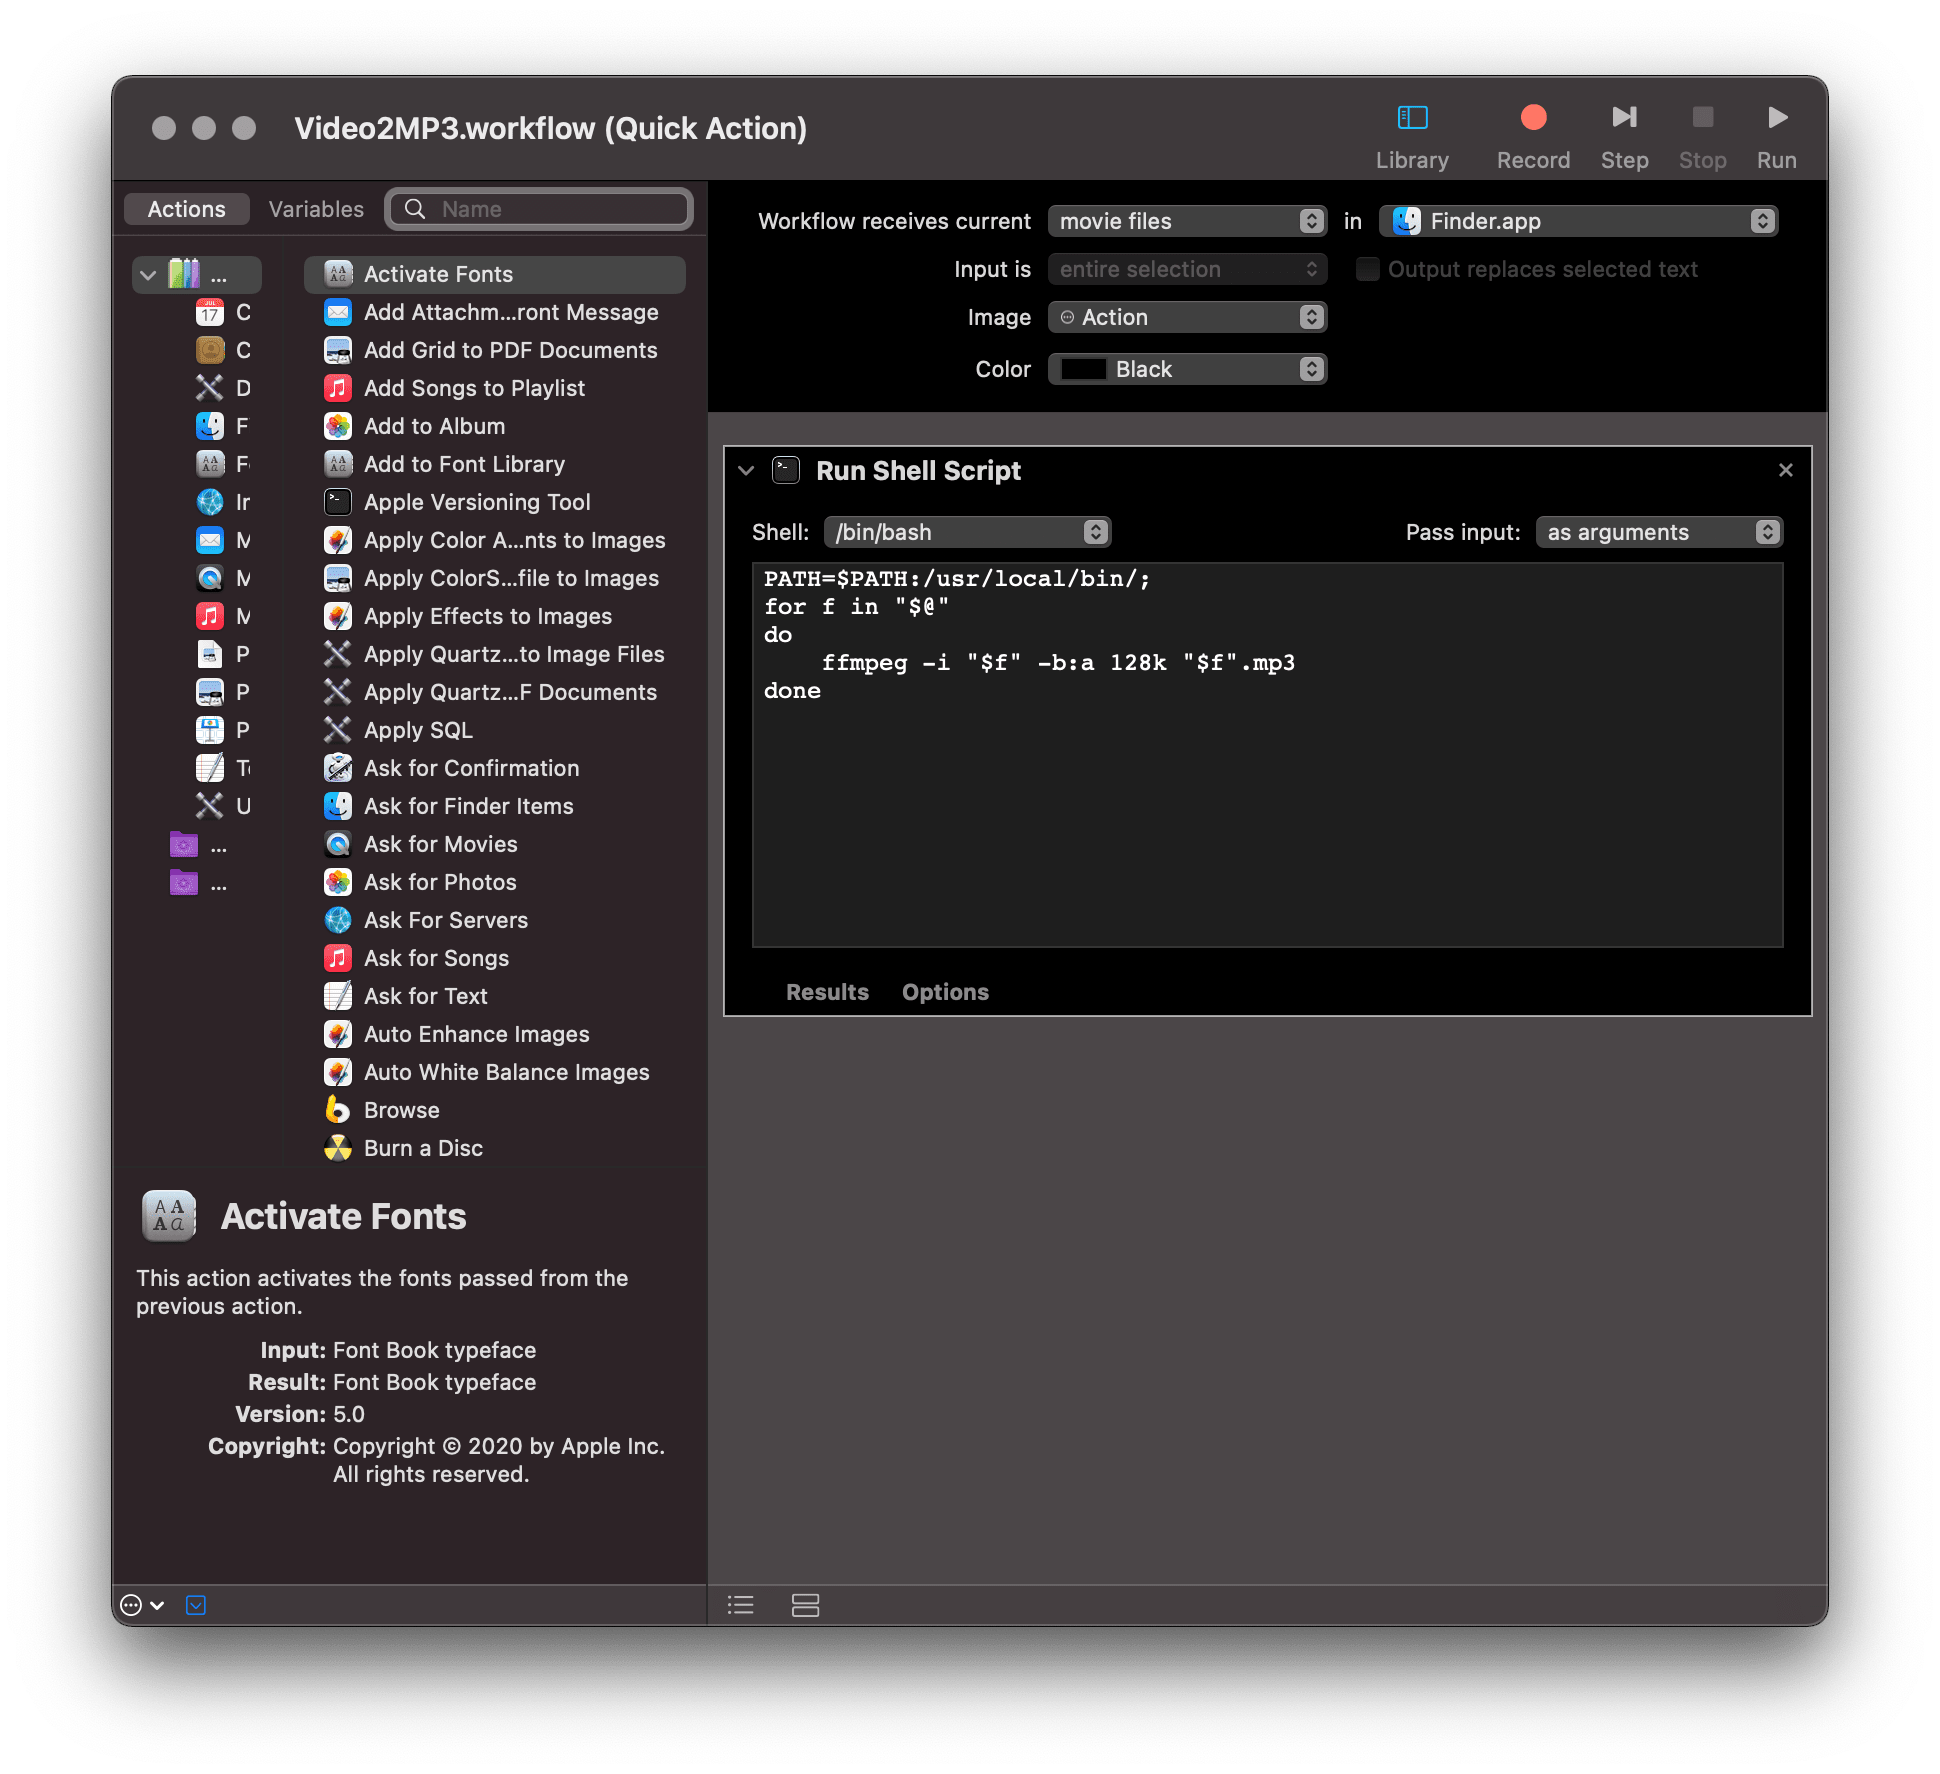 Video2MP3.workflow (Quick Action)
Library
Record
Step
Stop
Run
Actions
Variables
Name
...
JUL
17
C
C
D
F
F
Ir
M
M
M
P
P
P
T
U
...
...
Activate Fonts
Add Attachm...ront Message
Add Grid to PDF Documents
Add Songs to Playlist
Add to Album
Add to Font Library
Apple Versioning Tool
Apply Color A...nts to Images
Apply ColorS...file to Images
Apply Effects to Images
Apply Quartz...to Image Files
Apply Quartz...F Documents
Apply SQL
Ask for Confirmation
Ask for Finder Items
Ask for Movies
Ask for Photos
Ask For Servers
Ask for Songs
Ask for Text
Auto Enhance Images
Auto White Balance Images
Browse
Burn a Disc
Activate Fonts
This action activates the fonts passed from the
previous action.
Input: Font Book typeface
Result: Font Book typeface
Version: 5.0
Copyright: Copyright © 2020 by Apple Inc.
All rights reserved.
Workflow receives current movie files in Finder.app
Input is entire selection Output replaces selected text
Image Action
Color Black
Run Shell Script
Shell: /bin/bash Pass input: as arguments
PATH=$PATH:/usr/local/bin/;
for f in "$@"
do
    ffmpeg -i "$f" -b:a 128k "$f".mp3
done
Results Options